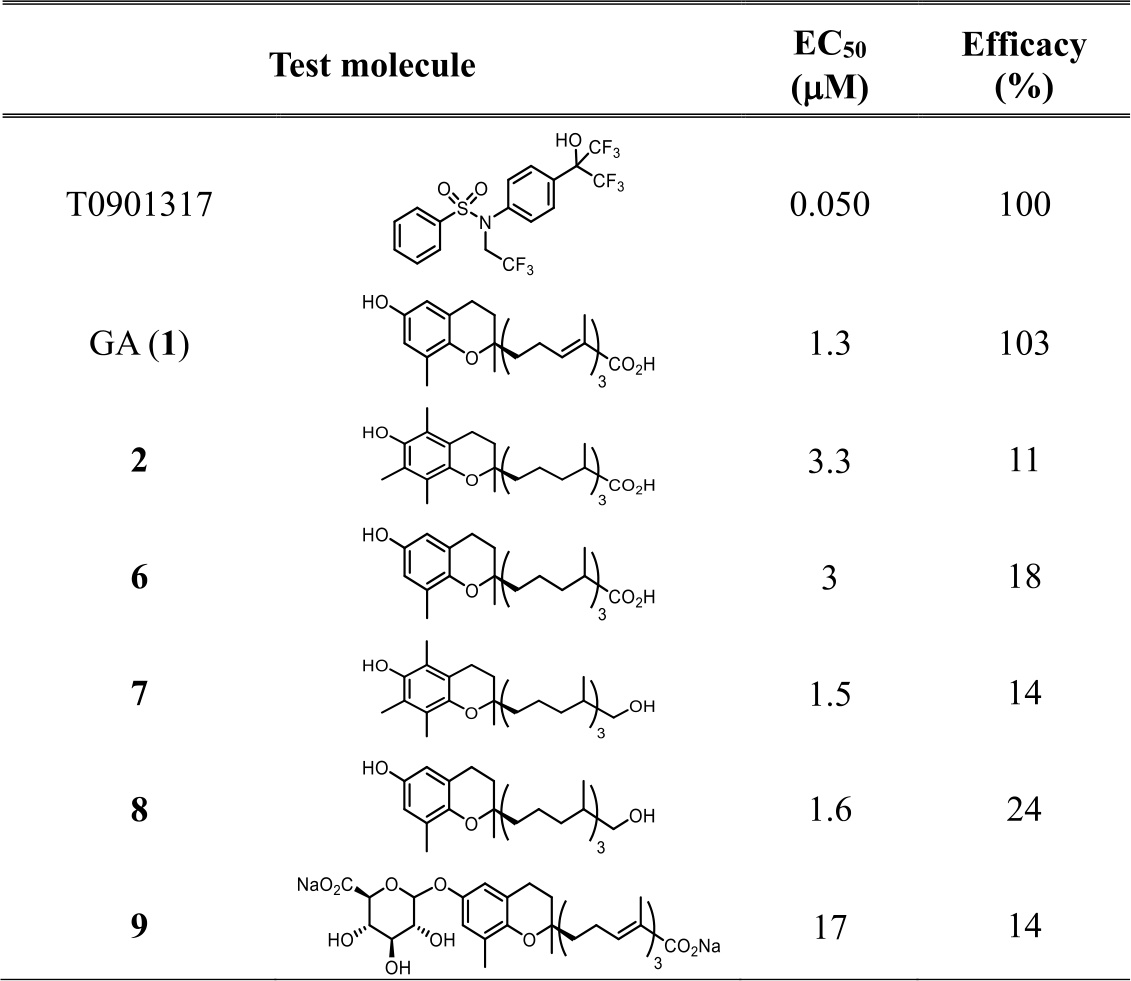 Test molecule EC50 (μM) Efficacy (%)
T0901317 HO CF3 CF3 O O S N CF3 0.050 100
GA (1) HO O CO2H 3 1.3 103
2 HO O CO2H 3 3.3 11
6 HO O CO2H 3 3 18
7 HO O OH 3 1.5 14
8 HO O OH 3 1.6 24
9 NaO2C O O HO OH OH O CO2Na 3 17 14